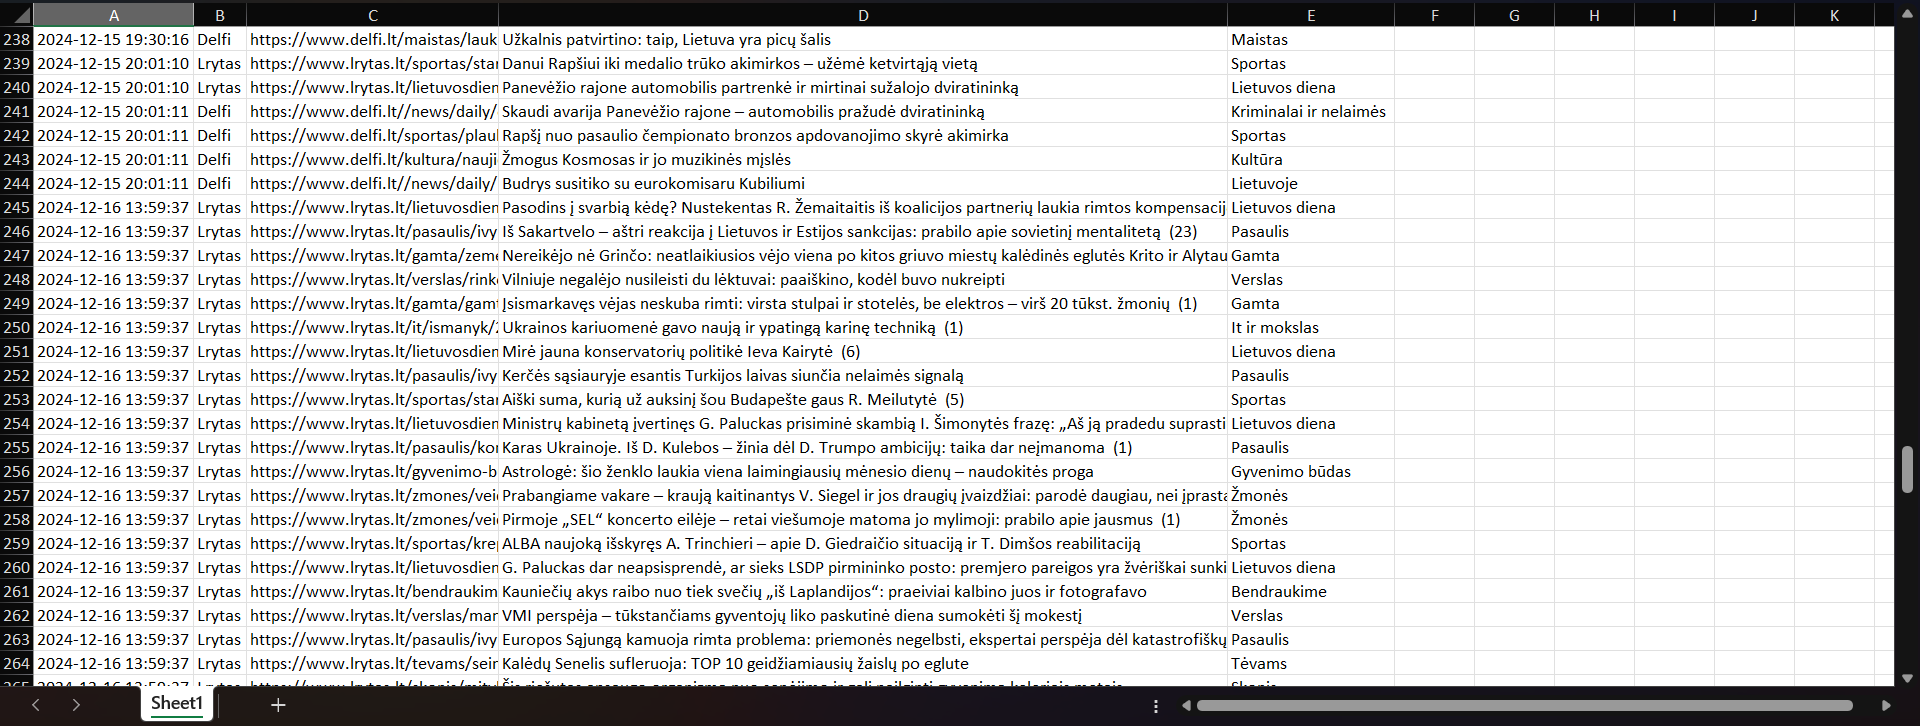 A B C D E F G H I J K
238 2024-12-15 19:30:16 Delfi https://www.delfi.lt/maistas/lauk Užkalnis patvirtino: taip, Lietuva yra picų šalis Maistas
239 2024-12-15 20:01:10 Lrytas https://www.lrytas.lt/sportas/star Danui Rapšiui iki medalio trūko akimirkos – užėmė ketvirtąją vietą Sportas
240 2024-12-15 20:01:10 Lrytas https://www.lrytas.lt/lietuvosdien Panevėžio rajone automobilis partrenkė ir mirtinai sužalojo dviratininką Lietuvos diena
241 2024-12-15 20:01:11 Delfi https://www.delfi.lt//news/daily/ Skaudi avarija Panevėžio rajone – automobilis pražudė dviratininką Kriminalai ir nelaimės
242 2024-12-15 20:01:11 Delfi https://www.delfi.lt/sportas/plau Rapšį nuo pasaulio čempionato bronzos apdovanojimo skyrė akimirka Sportas
243 2024-12-15 20:01:11 Delfi https://www.delfi.lt/kultura/nauji Žmogus Kosmosas ir jo muzikinės mįslės Kultūra
244 2024-12-15 20:01:11 Delfi https://www.delfi.lt//news/daily/ Budrys susitiko su eurokomisaru Kubiliumi Lietuvoje
245 2024-12-16 13:59:37 Lrytas https://www.lrytas.lt/lietuvosdien Pasodins į svarbią kėdę? Nustekentas R. Žemaitaitis iš koalicijos partnerių laukia rimtos kompensacij Lietuvos diena
246 2024-12-16 13:59:37 Lrytas https://www.lrytas.lt/pasaulis/ivy Iš Sakartvelo – aštri reakcija į Lietuvos ir Estijos sankcijas: prabilo apie sovietinį mentalitetą (23) Pasaulis
247 2024-12-16 13:59:37 Lrytas https://www.lrytas.lt/gamta/zeme Nereikėjo nė Grinčo: neatlaikiusios vėjo viena po kitos griuvo miestų kalėdinės eglutės Krito ir Alytau Gamta
248 2024-12-16 13:59:37 Lrytas https://www.lrytas.lt/verslas/rink Vilniuje negalėjo nusileisti du lėktuvai: paaiškino, kodėl buvo nukreipti Verslas
249 2024-12-16 13:59:37 Lrytas https://www.lrytas.lt/gamta/gam Įsismarkavęs vėjas neskuba rimti: virsta stulpai ir stotelės, be elektros – virš 20 tūkst. žmonių (1) Gamta
250 2024-12-16 13:59:37 Lrytas https://www.lrytas.lt/it/ismanyk/2 Ukrainos kariuomenė gavo naują ir ypatingą karinę techniką (1) It ir mokslas
251 2024-12-16 13:59:37 Lrytas https://www.lrytas.lt/lietuvosdien Mirė jauna konservatorių politikė Ieva Kairytė (6) Lietuvos diena
252 2024-12-16 13:59:37 Lrytas https://www.lrytas.lt/pasaulis/ivy Kerčės sąsiauryje esantis Turkijos laivas siunčia nelaimės signalą Pasaulis
253 2024-12-16 13:59:37 Lrytas https://www.lrytas.lt/sportas/star Aiški suma, kurią už auksinį šou Budapešte gaus R. Meilutytė (5) Sportas
254 2024-12-16 13:59:37 Lrytas https://www.lrytas.lt/lietuvosdien Ministrų kabinetą įvertinęs G. Paluckas prisiminė skambią I. Šimonytės frazę: „Aš ją pradedu suprasti Lietuvos diena
255 2024-12-16 13:59:37 Lrytas https://www.lrytas.lt/pasaulis/kon Karas Ukrainoje. Iš D. Kulebos – žinia dėl D. Trumpo ambicijų: taika dar neįmanoma (1) Pasaulis
256 2024-12-16 13:59:37 Lrytas https://www.lrytas.lt/gyvenimo-b Astrologė: šio ženklo laukia viena laimingiausių mėnesio dienų – naudokitės proga Gyvenimo būdas
257 2024-12-16 13:59:37 Lrytas https://www.lrytas.lt/zmones/veid Prabangiame vakare – kraują kaitinantys V. Siegel ir jos draugių įvaizdžiai: parodė daugiau, nei įprasta Žmonės
258 2024-12-16 13:59:37 Lrytas https://www.lrytas.lt/zmones/veid Pirmoje „SEL“ koncerto eilėje – retai viešumoje matoma jo mylimoji: prabilo apie jausmus (1) Žmonės
259 2024-12-16 13:59:37 Lrytas https://www.lrytas.lt/sportas/krep ALBA naujoką išskyręs A. Trinchieri – apie D. Giedraičio situaciją ir T. Dimšos reabilitaciją Sportas
260 2024-12-16 13:59:37 Lrytas https://www.lrytas.lt/lietuvosdien G. Paluckas dar neapsisprendė, ar sieks LSDP pirmininko posto: premjero pareigos yra žvėriškai sunki Lietuvos diena
261 2024-12-16 13:59:37 Lrytas https://www.lrytas.lt/bendraukim Kauniečių akys raibo nuo tiek svečių „iš Laplandijos“: praeiviai kalbino juos ir fotografavo Bendraukime
262 2024-12-16 13:59:37 Lrytas https://www.lrytas.lt/verslas/mar VMI perspėja – tūkstančiams gyventojų liko paskutinė diena sumokėti šį mokestį Verslas
263 2024-12-16 13:59:37 Lrytas https://www.lrytas.lt/pasaulis/ivy Europos Sąjungą kamuoja rimta problema: priemonės negelbsti, ekspertai perspėja dėl katastrofiškų Pasaulis
264 2024-12-16 13:59:37 Lrytas https://www.lrytas.lt/tevams/sein Kalėdų Senelis sufleruoja: TOP 10 geidžiamiausių žaislų po eglute Tėvams
Sheet1